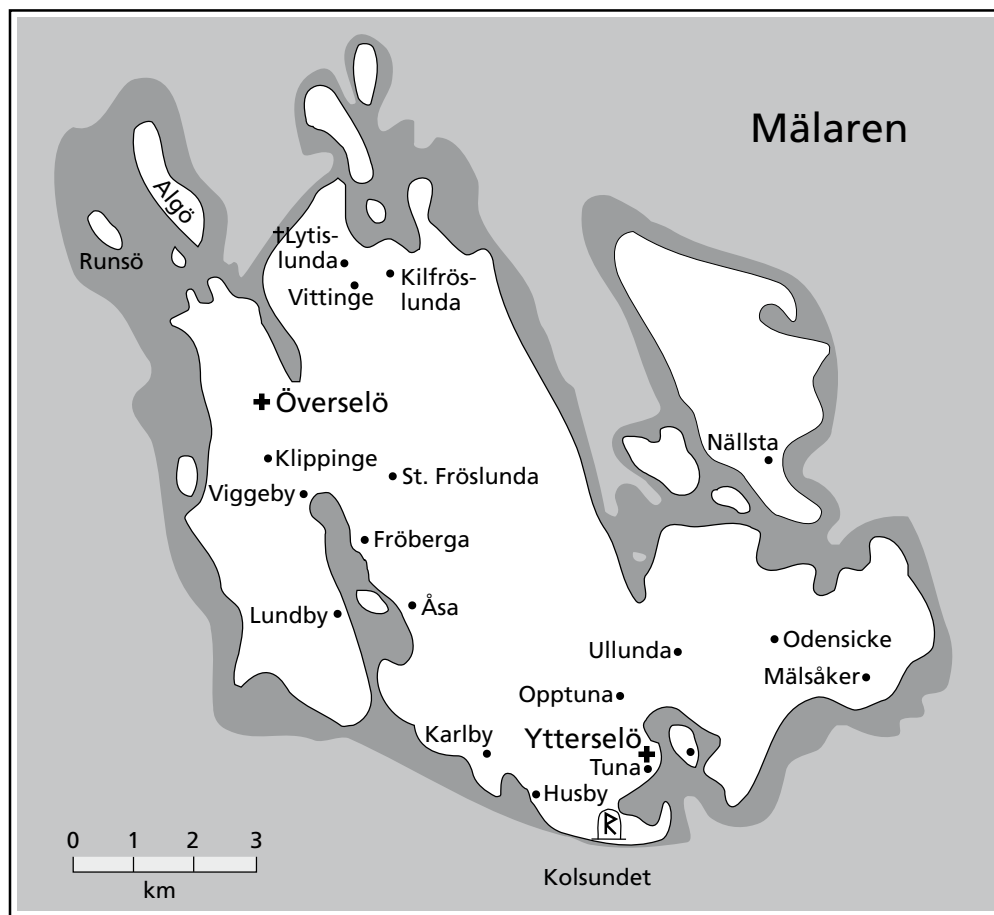 Mälaren
Algö
Runsö
†Lytis-
lunda
Vittinge
Kilfrös-
lunda
Överselö
Nällsta
Klippinge
St. Fröslunda
Viggeby
Fröberga
Åsa
Lundby
Ullunda
Odensicke
Mälsåker
Opptuna
Karlby
Ytterselö
Tuna
Husby
ᚱ
0 1 2 3
km
Kolsundet